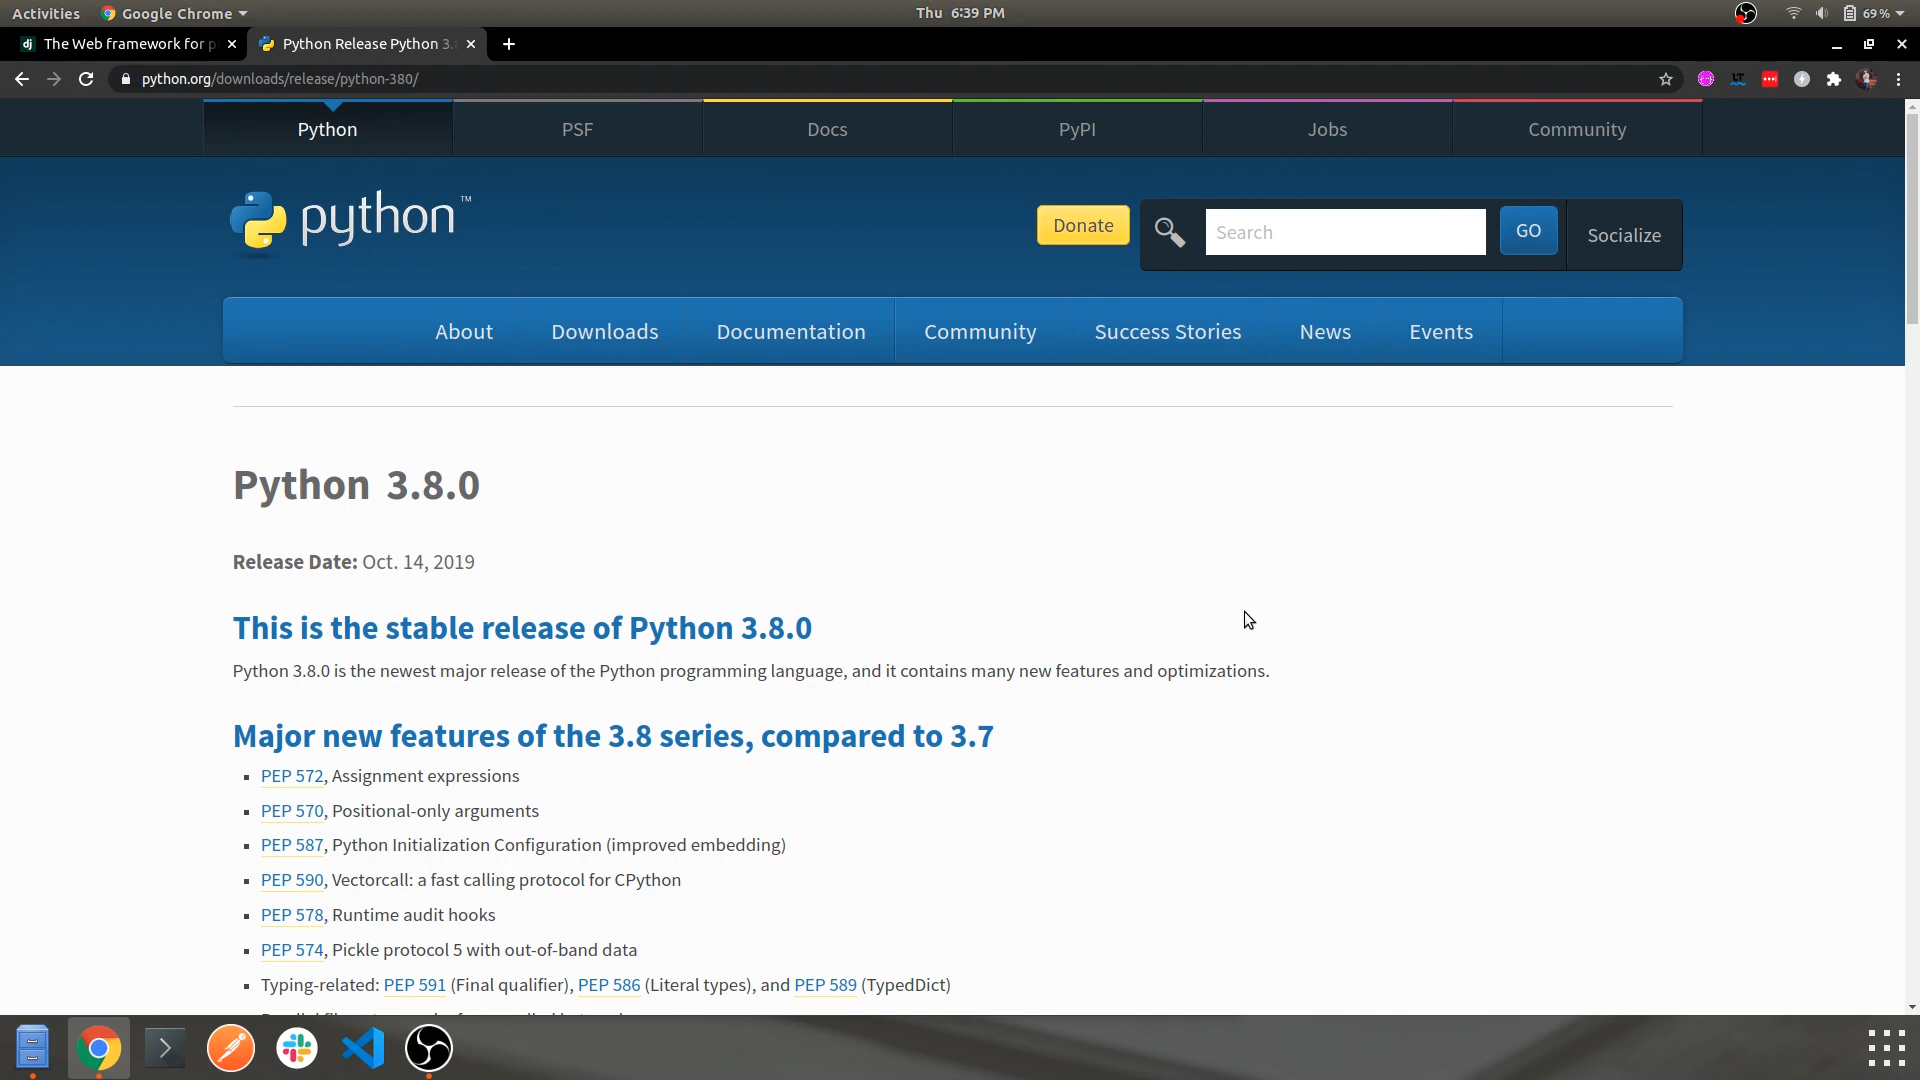 Activities Google Chrome Thu 6:39 PM 69 %
dj The Web framework for p Python Release Python 3.
python.org/downloads/release/python-380/
Python PSF Docs PyPI Jobs Community
python™
Donate Search GO Socialize
About Downloads Documentation Community Success Stories News Events
Python 3.8.0
Release Date: Oct. 14, 2019
This is the stable release of Python 3.8.0
Python 3.8.0 is the newest major release of the Python programming language, and it contains many new features and optimizations.
Major new features of the 3.8 series, compared to 3.7
PEP 572, Assignment expressions
PEP 570, Positional-only arguments
PEP 587, Python Initialization Configuration (improved embedding)
PEP 590, Vectorcall: a fast calling protocol for CPython
PEP 578, Runtime audit hooks
PEP 574, Pickle protocol 5 with out-of-band data
Typing-related: PEP 591 (Final qualifier), PEP 586 (Literal types), and PEP 589 (TypedDict)